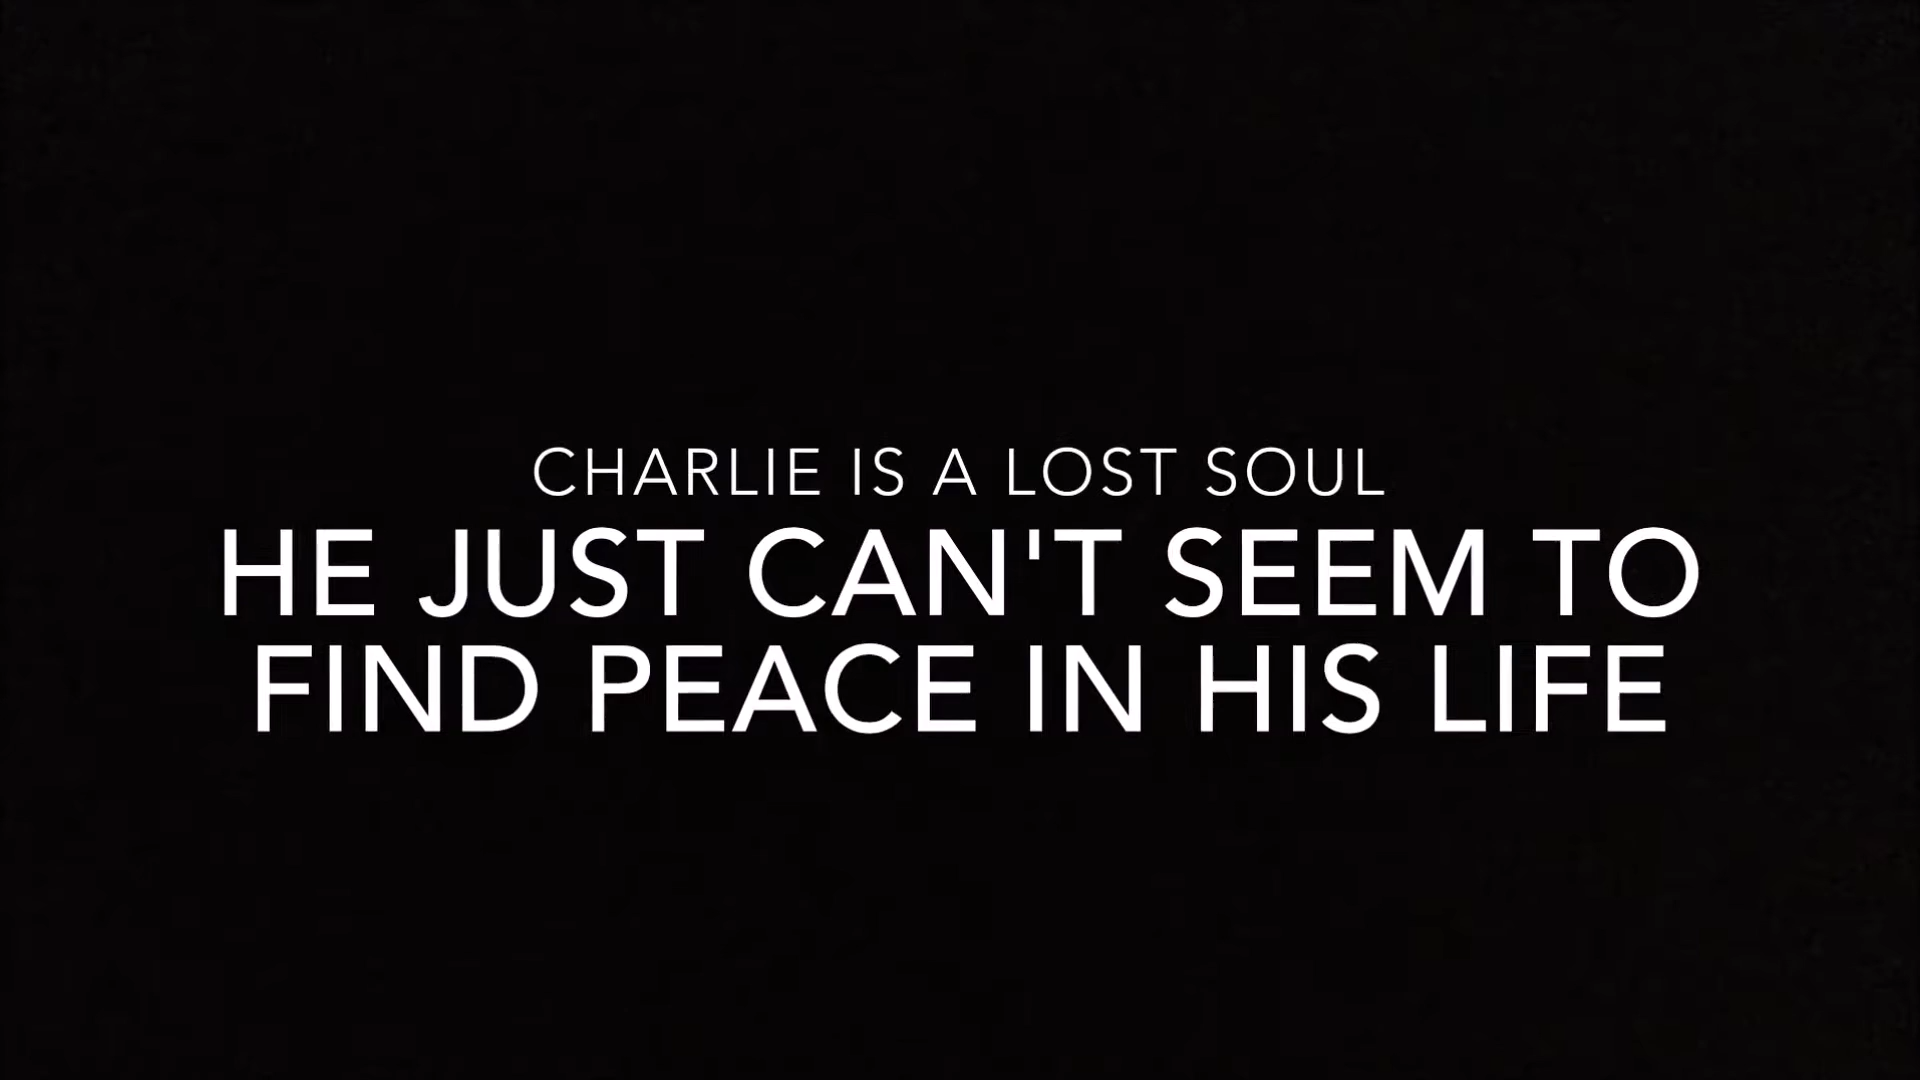 CHARLIE IS A LOST SOUL
HE JUST CAN'T SEEM TO
FIND PEACE IN HIS LIFE